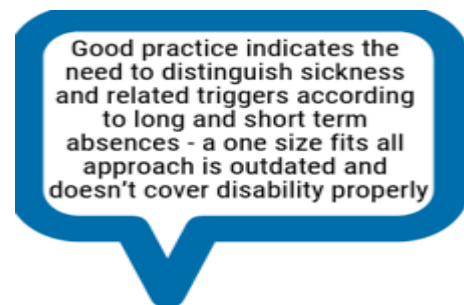 Good practice indicates the
need to distinguish sickness
and related triggers according
to long and short term
absences - a one size fits all
approach is outdated and
doesn't cover disability properly